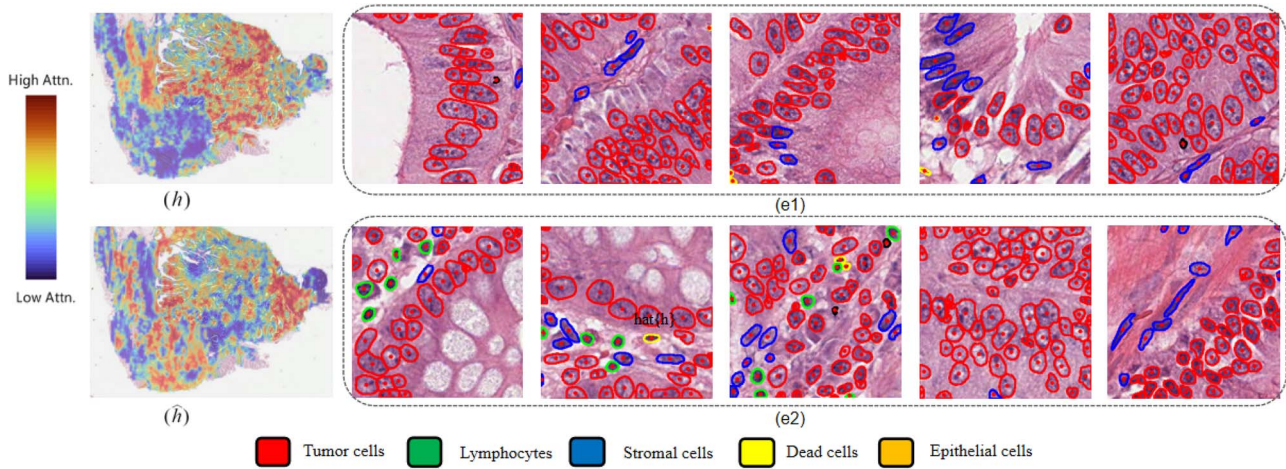 High Attn.
Low Attn.
(h)
(e1)
hat{h}
(ĥ)
(e2)
Tumor cells
Lymphocytes
Stromal cells
Dead cells
Epithelial cells